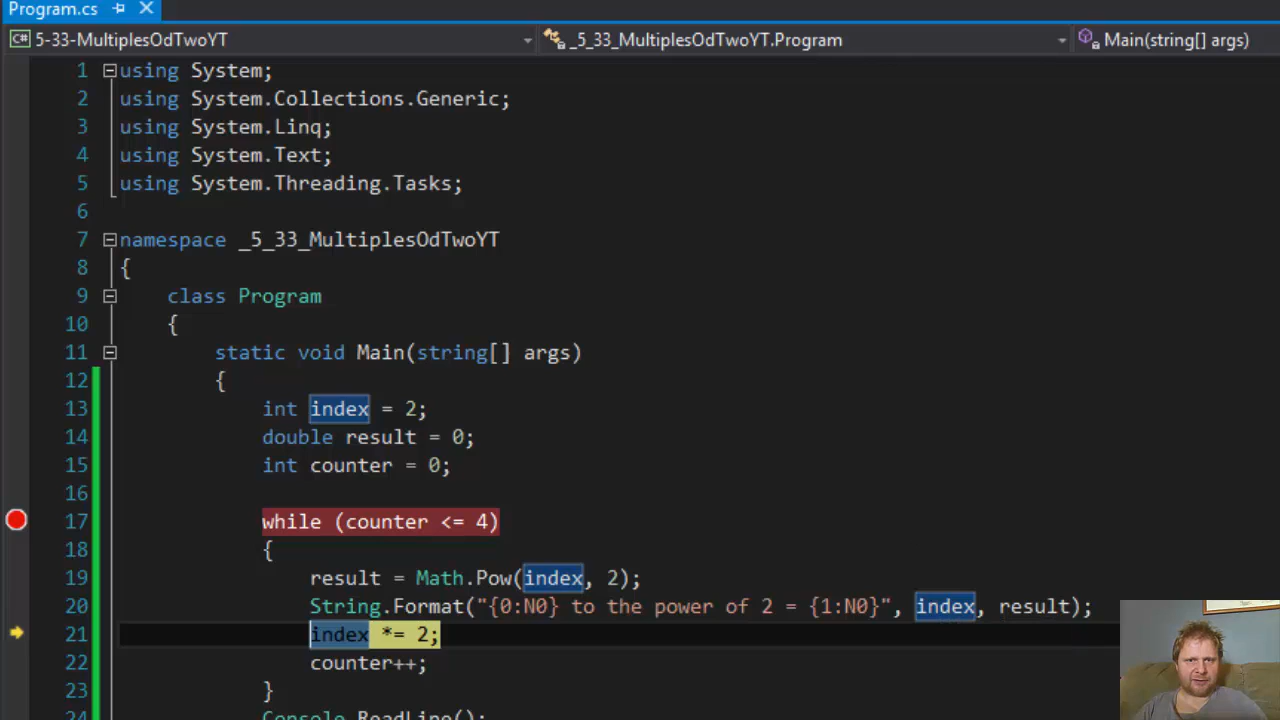 Program.cs
5-33-MultiplesOdTwoYT _5_33_MultiplesOdTwoYT.Program Main(string[] args)
1 using System;
2 using System.Collections.Generic;
3 using System.Linq;
4 using System.Text;
5 using System.Threading.Tasks;
6
7 namespace _5_33_MultiplesOdTwoYT
8 {
9 class Program
10 {
11 static void Main(string[] args)
12 {
13 int index = 2;
14 double result = 0;
15 int counter = 0;
16
17 while (counter <= 4)
18 {
19 result = Math.Pow(index, 2);
20 String.Format("{0:N0} to the power of 2 = {1:N0}", index, result);
21 index *= 2;
22 counter++;
23 }
24 Console.ReadLine();